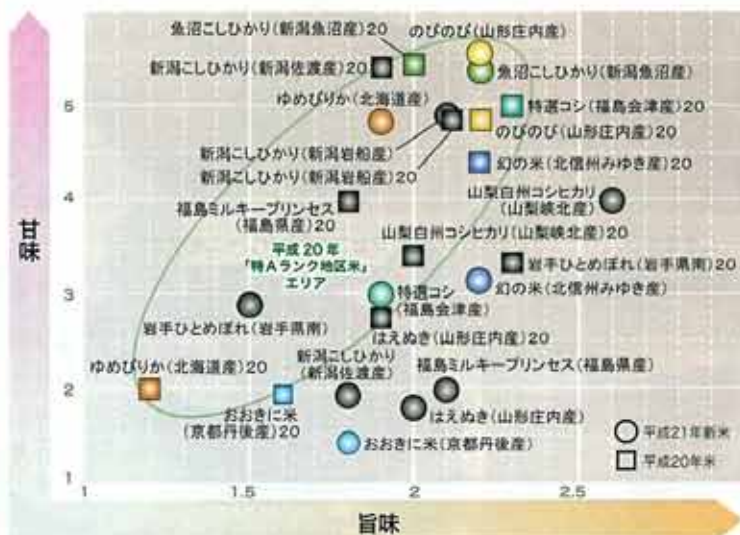 魚沼こしひかり(新潟魚沼産)20
のびのび(山形庄内産)
新潟こしひかり(新潟佐渡産)20
魚沼こしひかり(新潟魚沼産)
ゆめぴりか(北海道産)
特選コシ(福島会津産)20
のびのび(山形庄内産)20
新潟こしひかり(新潟岩船産)
新潟こしひかり(新潟岩船産)20
幻の米(北信州みゆき産)20
山梨白州コシヒカリ
(山梨峡北産)
福島ミルキープリンセス
(福島県産)20
山梨白州コシヒカリ(山梨峡北産)20
平成20年
「特Aランク地区米」
エリア
岩手ひとめぼれ(岩手県南)20
特選コシ
(福島会津産)
幻の米(北信州みゆき産)
岩手ひとめぼれ(岩手県南)
はえぬき(山形庄内産)20
ゆめぴりか(北海道産)20
新潟こしひかり
(新潟佐渡産)
福島ミルキープリンセス(福島県産)
おおきに米
(京都丹後産)20
はえぬき(山形庄内産)
おおきに米(京都丹後産)
平成21年新米
平成20年米
甘味
5
4
3
2
1
1
1.5
2
2.5
旨味